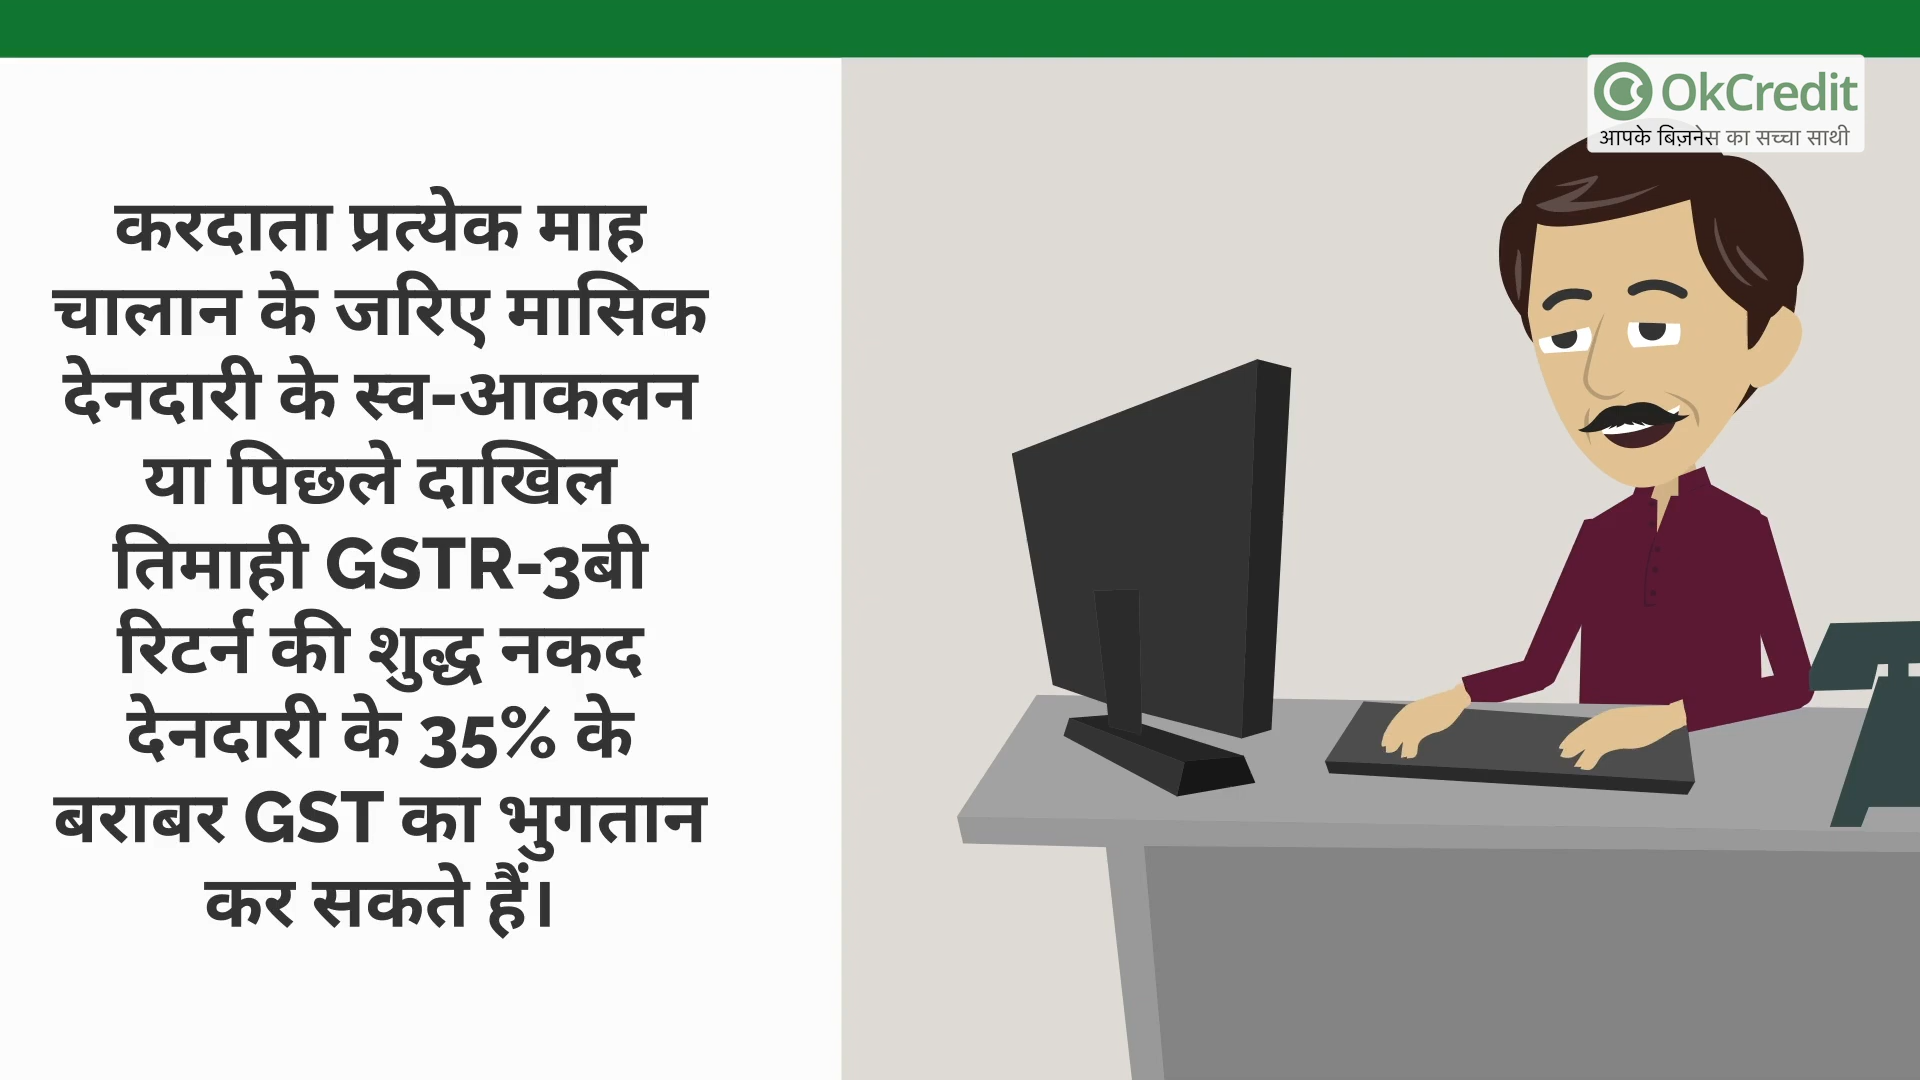 करदाता प्रत्येक माह
चालान के जरिए मासिक
देनदारी के स्व-आकलन
या पिछले दाखिल
तिमाही GSTR-3बी
रिटर्न की शुद्ध नकद
देनदारी के 35% के
बराबर GST का भुगतान
कर सकते हैं।
OkCredit
आपके बिज़नेस का सच्चा साथी